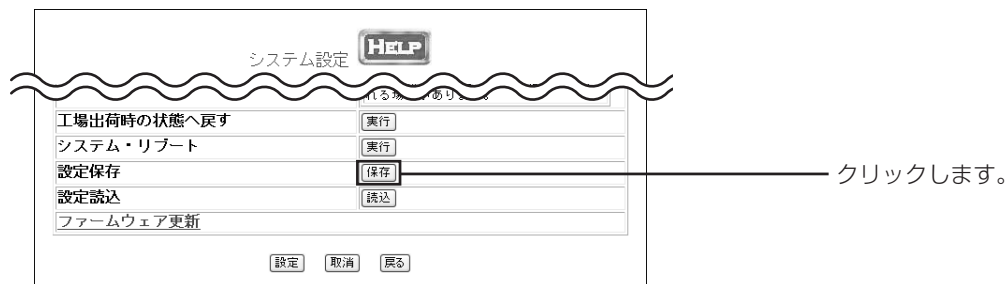 システム設定 HELP
工場出荷時の状態へ戻す 実行
システム・リブート 実行
設定保存 保存 クリックします。
設定読込 読込
ファームウェア更新
設定 取消 戻る